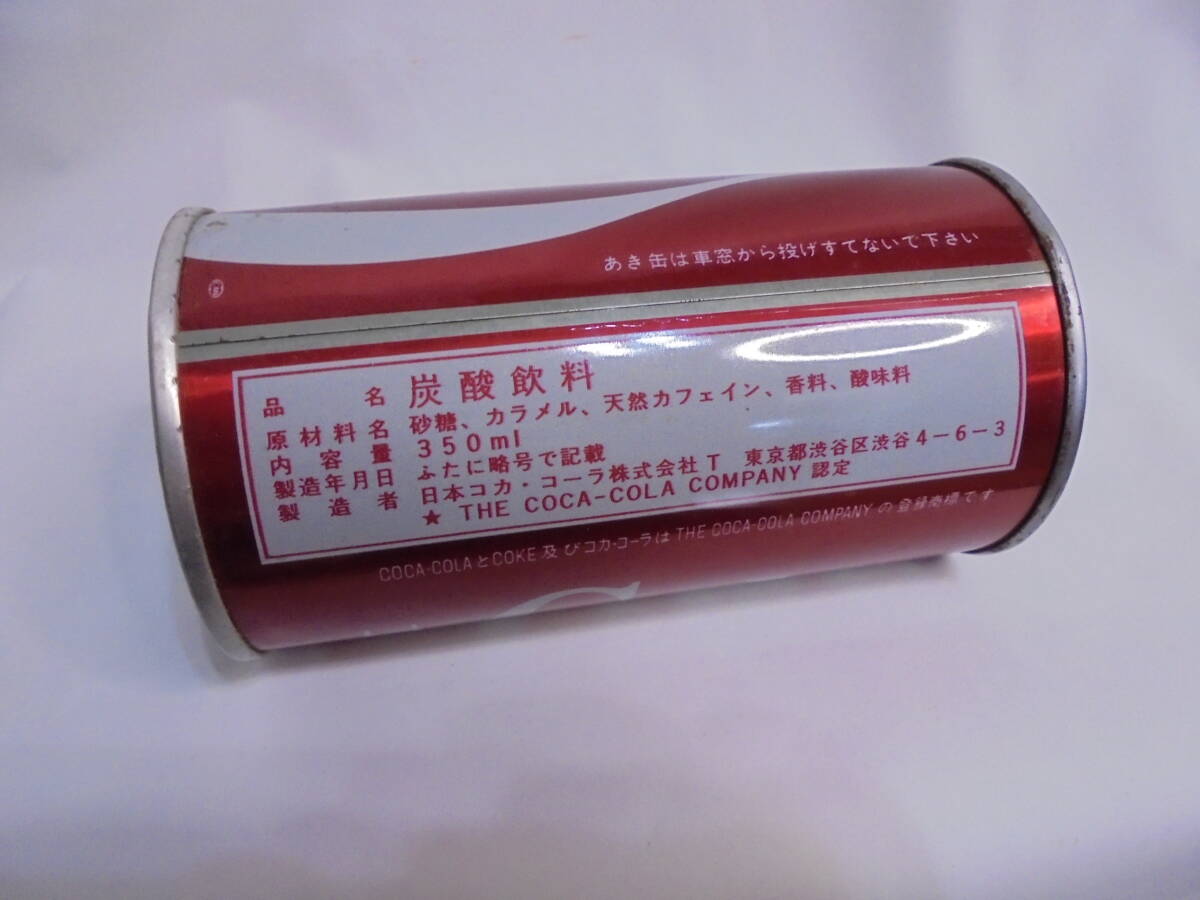 あき缶は車窓から投げすてないで下さい
品名 炭酸飲料
原材料名 砂糖、カラメル、天然カフェイン、香料、酸味料
内容量 350ml
製造年月日 ふたに略号で記載
製造者 日本コカ・コーラ株式会社T 東京都渋谷区渋谷4-6-3
★ THE COCA-COLA COMPANY 認定
COCA-COLAとCOKE及びコカ・コーラはTHE COCA-COLA COMPANYの登録商標です